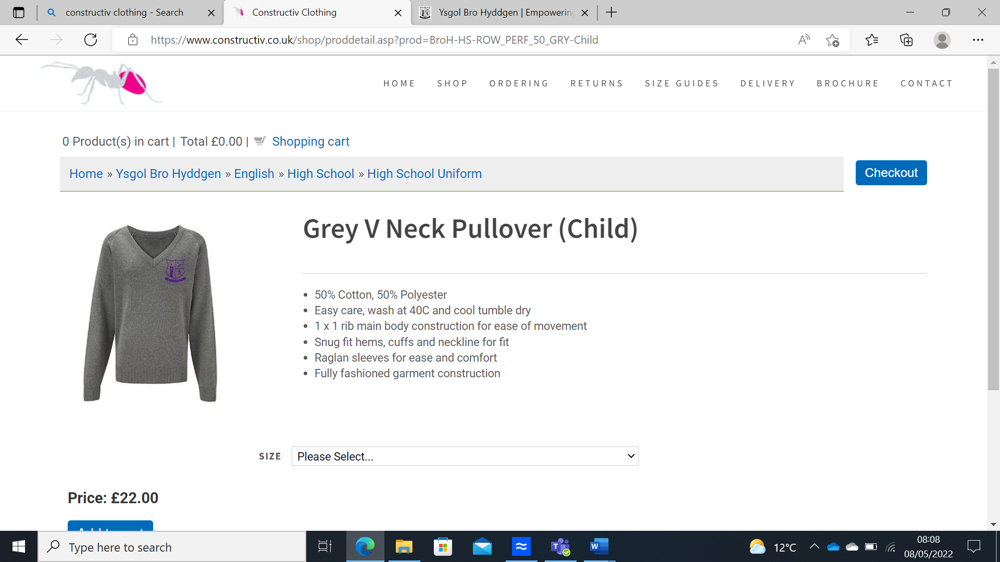 constructiv clothing - Search
Constructiv Clothing
Ysgol Bro Hyddgen | Empowering
https://www.constructiv.co.uk/shop/proddetail.asp?prod=BroH-HS-ROW_PERF_50_GRY-Child
HOME SHOP ORDERING RETURNS SIZE GUIDES DELIVERY BROCHURE CONTACT
0 Product(s) in cart | Total £0.00 | Shopping cart
Home » Ysgol Bro Hyddgen » English » High School » High School Uniform
Checkout
Grey V Neck Pullover (Child)
• 50% Cotton, 50% Polyester
• Easy care, wash at 40C and cool tumble dry
• 1 x 1 rib main body construction for ease of movement
• Snug fit hems, cuffs and neckline for fit
• Raglan sleeves for ease and comfort
• Fully fashioned garment construction
SIZE Please Select...
Price: £22.00
Type here to search
12°C
08:08
08/05/2022